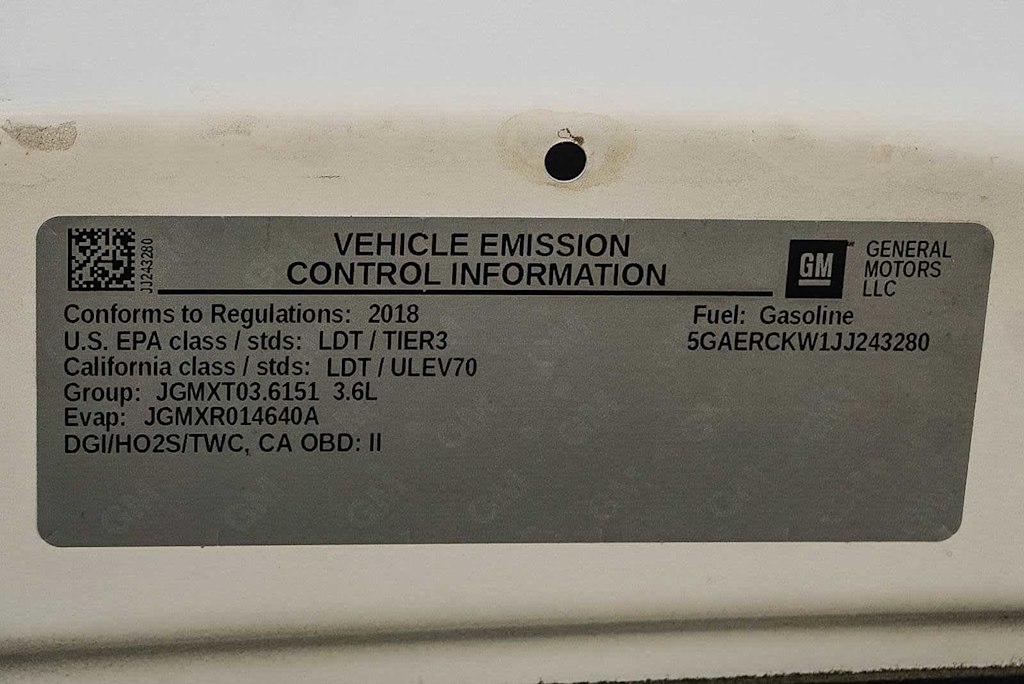 JJ243280
VEHICLE EMISSION
CONTROL INFORMATION
GM
GENERAL
MOTORS
LLC
Conforms to Regulations: 2018
U.S. EPA class / stds: LDT / TIER3
California class / stds: LDT / ULEV70
Group: JGMXT03.6151 3.6L
Evap: JGMXR014640A
DGI/HO2S/TWC, CA OBD: II
Fuel: Gasoline
5GAERCKW1JJ243280